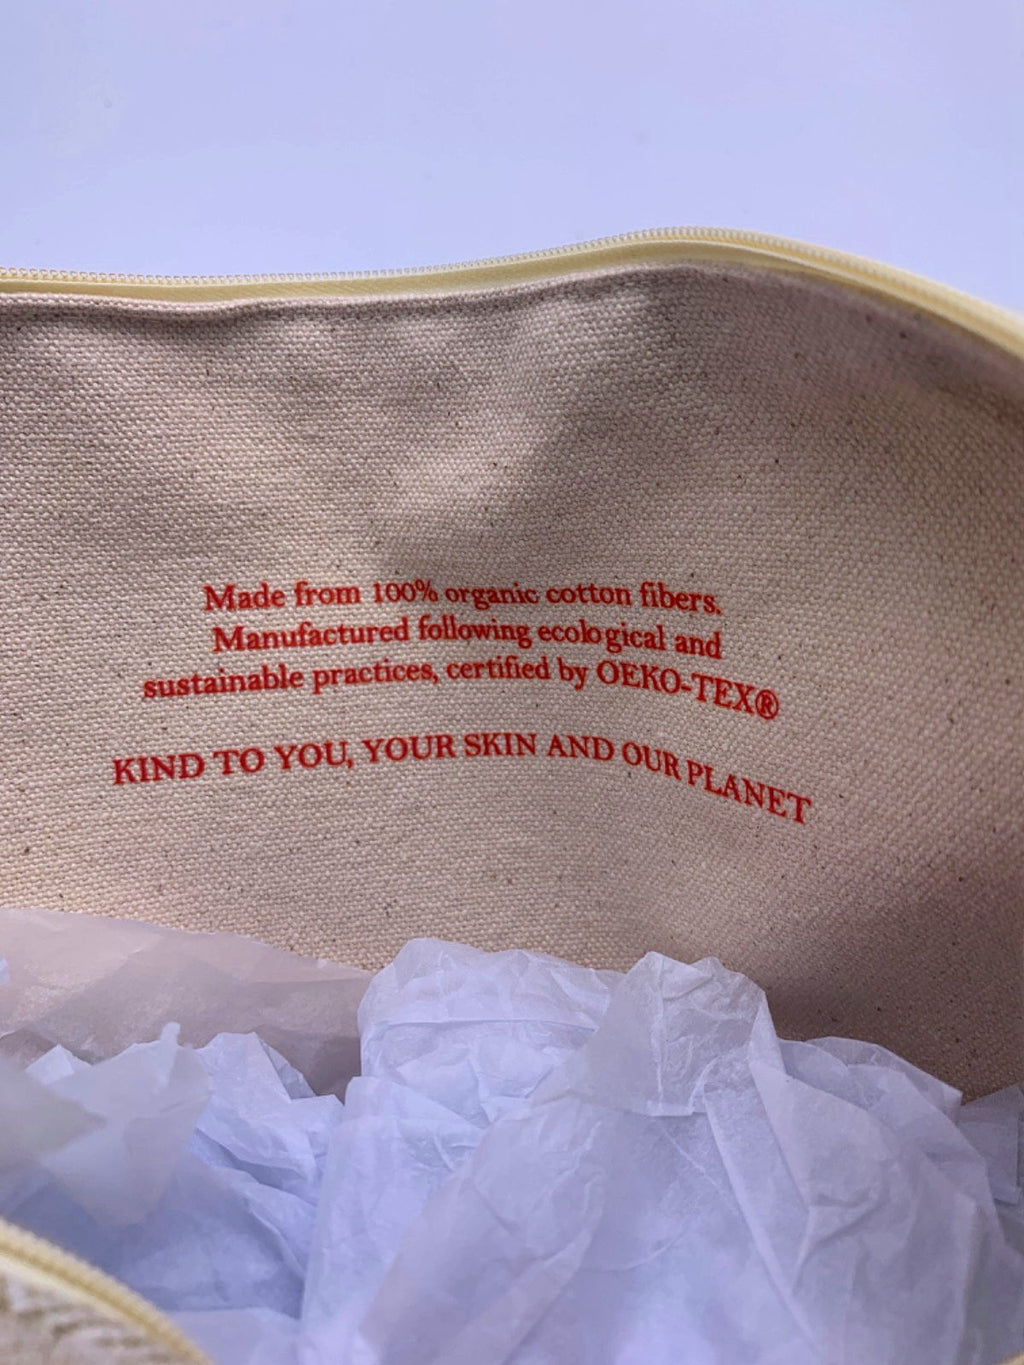 Made from 100% organic cotton fibers.
Manufactured following ecological and
sustainable practices, certified by OEKO-TEX®
KIND TO YOU, YOUR SKIN AND OUR PLANET